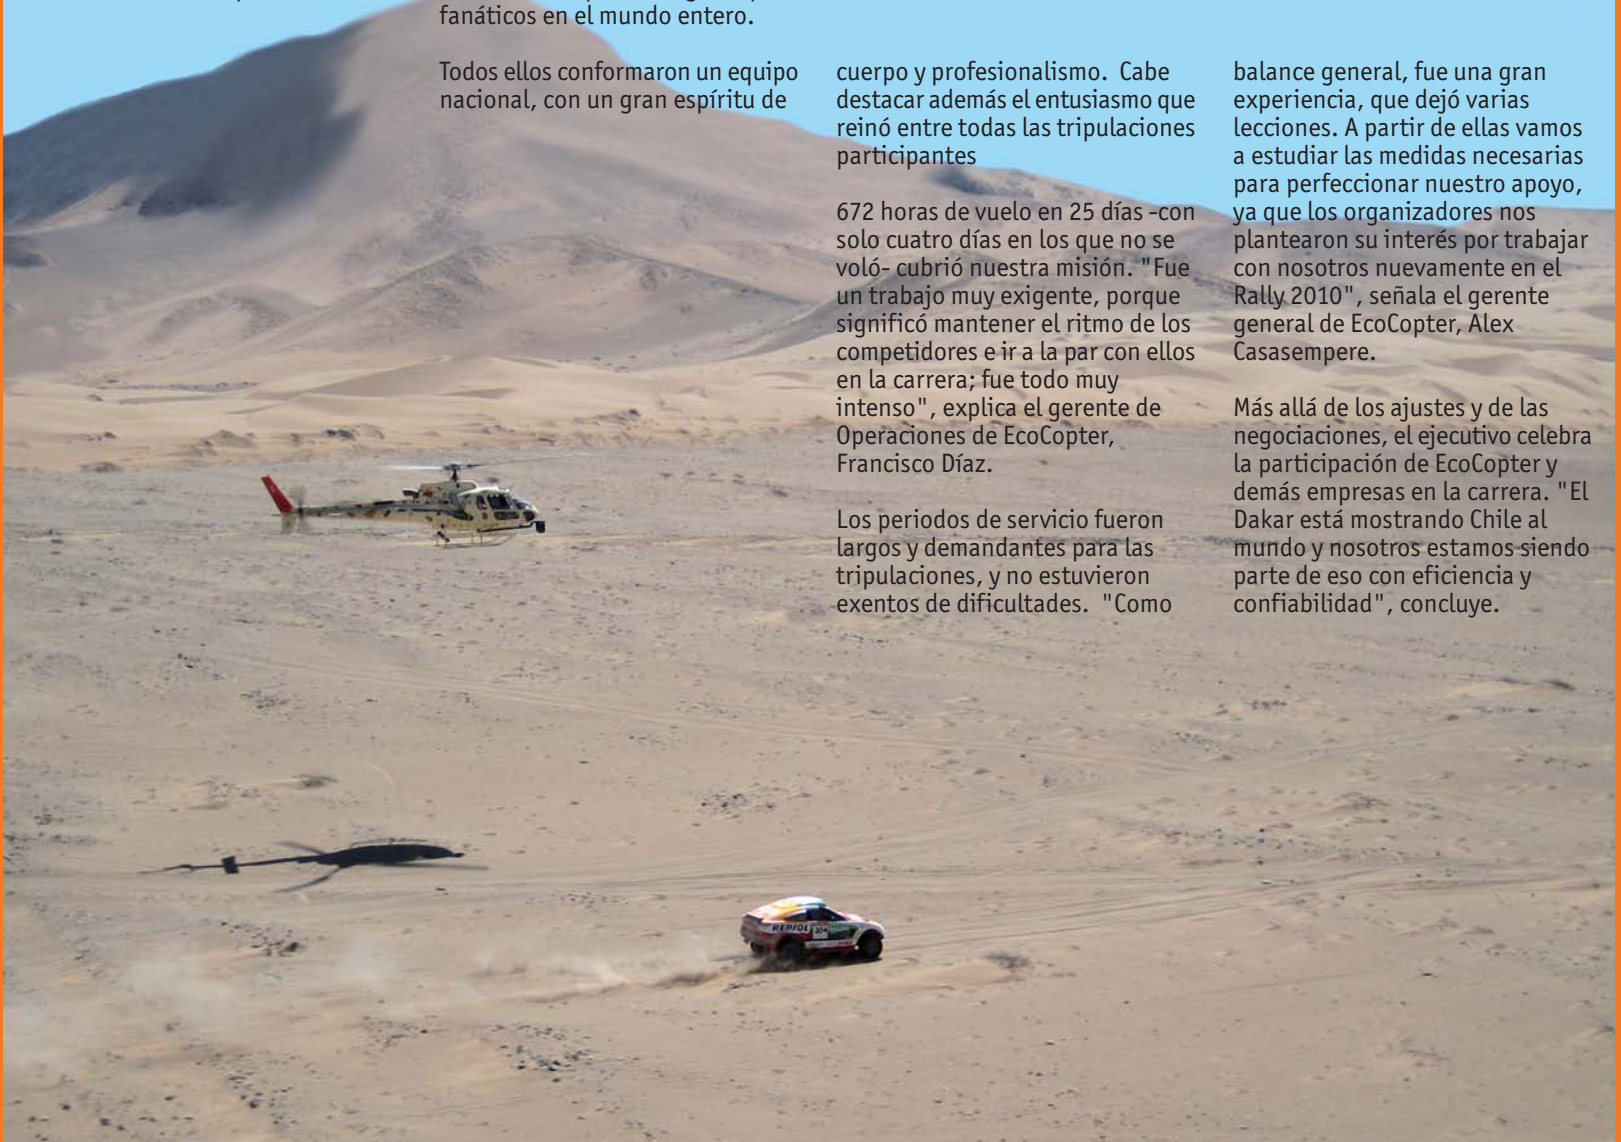 fanáticos en el mundo entero.
Todos ellos conformaron un equipo
nacional, con un gran espíritu de
cuerpo y profesionalismo. Cabe
destacar además el entusiasmo que
reinó entre todas las tripulaciones
participantes
672 horas de vuelo en 25 días -con
solo cuatro días en los que no se
voló- cubrió nuestra misión. "Fue
un trabajo muy exigente, porque
significó mantener el ritmo de los
competidores e ir a la par con ellos
en la carrera; fue todo muy
intenso", explica el gerente de
Operaciones de EcoCopter,
Francisco Díaz.
Los periodos de servicio fueron
largos y demandantes para las
tripulaciones, y no estuvieron
exentos de dificultades. "Como
balance general, fue una gran
experiencia, que dejó varias
lecciones. A partir de ellas vamos
a estudiar las medidas necesarias
para perfeccionar nuestro apoyo,
ya que los organizadores nos
plantearon su interés por trabajar
con nosotros nuevamente en el
Rally 2010", señala el gerente
general de EcoCopter, Alex
Casasempere.
Más allá de los ajustes y de las
negociaciones, el ejecutivo celebra
la participación de EcoCopter y
demás empresas en la carrera. "El
Dakar está mostrando Chile al
mundo y nosotros estamos siendo
parte de eso con eficiencia y
confiabilidad", concluye.
REPSOL 204